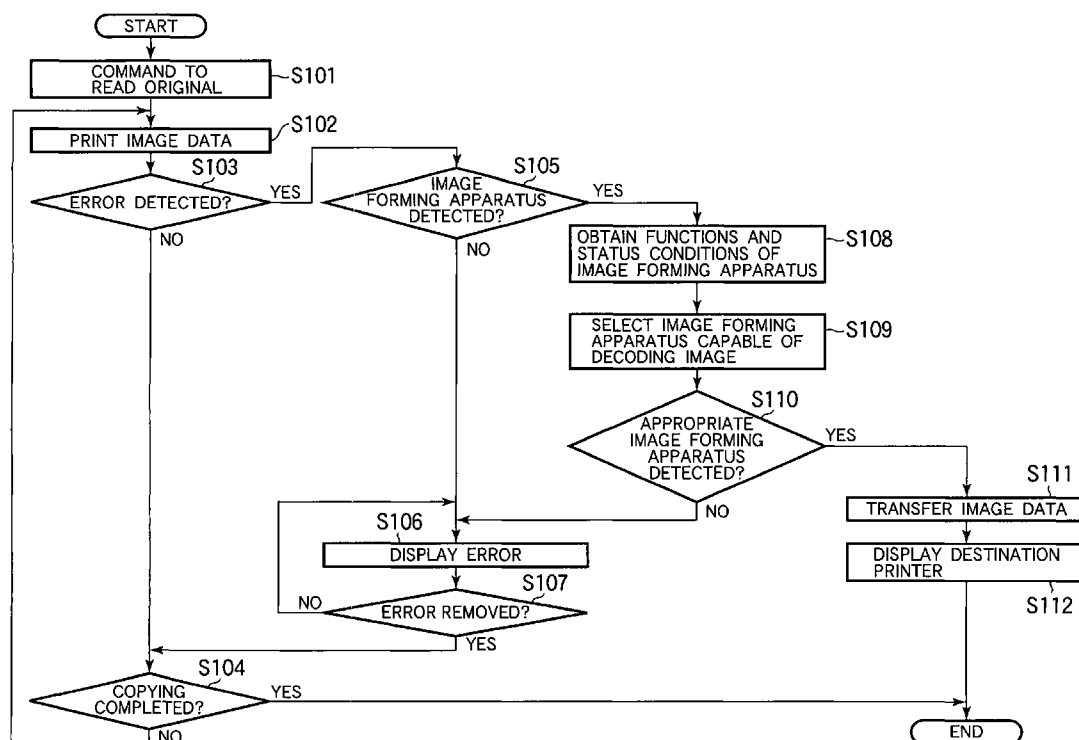 START
COMMAND TO
READ ORIGINAL
S101
PRINT IMAGE DATA
S102
ERROR DETECTED?
S103
YES
NO
IMAGE
FORMING APPARATUS
DETECTED?
S105
YES
NO
OBTAIN FUNCTIONS AND
STATUS CONDITIONS OF
IMAGE FORMING APPARATUS
S108
SELECT IMAGE FORMING
APPARATUS CAPABLE OF
DECODING IMAGE
S109
APPROPRIATE
IMAGE FORMING
APPARATUS
DETECTED?
S110
YES
NO
S111
TRANSFER IMAGE DATA
DISPLAY DESTINATION
PRINTER
S112
S106
DISPLAY ERROR
S107
ERROR REMOVED?
NO
YES
S104
COPYING
COMPLETED?
YES
NO
END